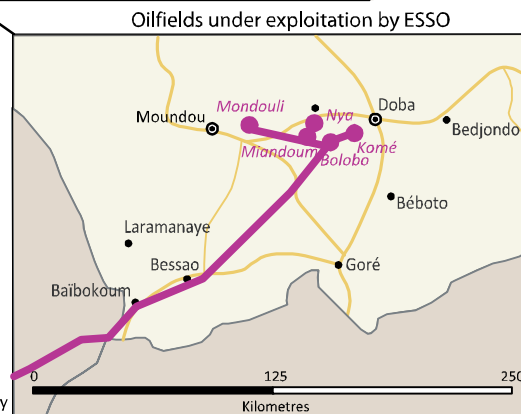 Oilfields under exploitation by ESSO
Mondouli
Nya
Doba
Moundou
Bedjondo
Miandoum
Komé
Bolobo
Béboto
Laramanaye
Bessao
Goré
Baïbokoum
0
125
250
Kilometres
y